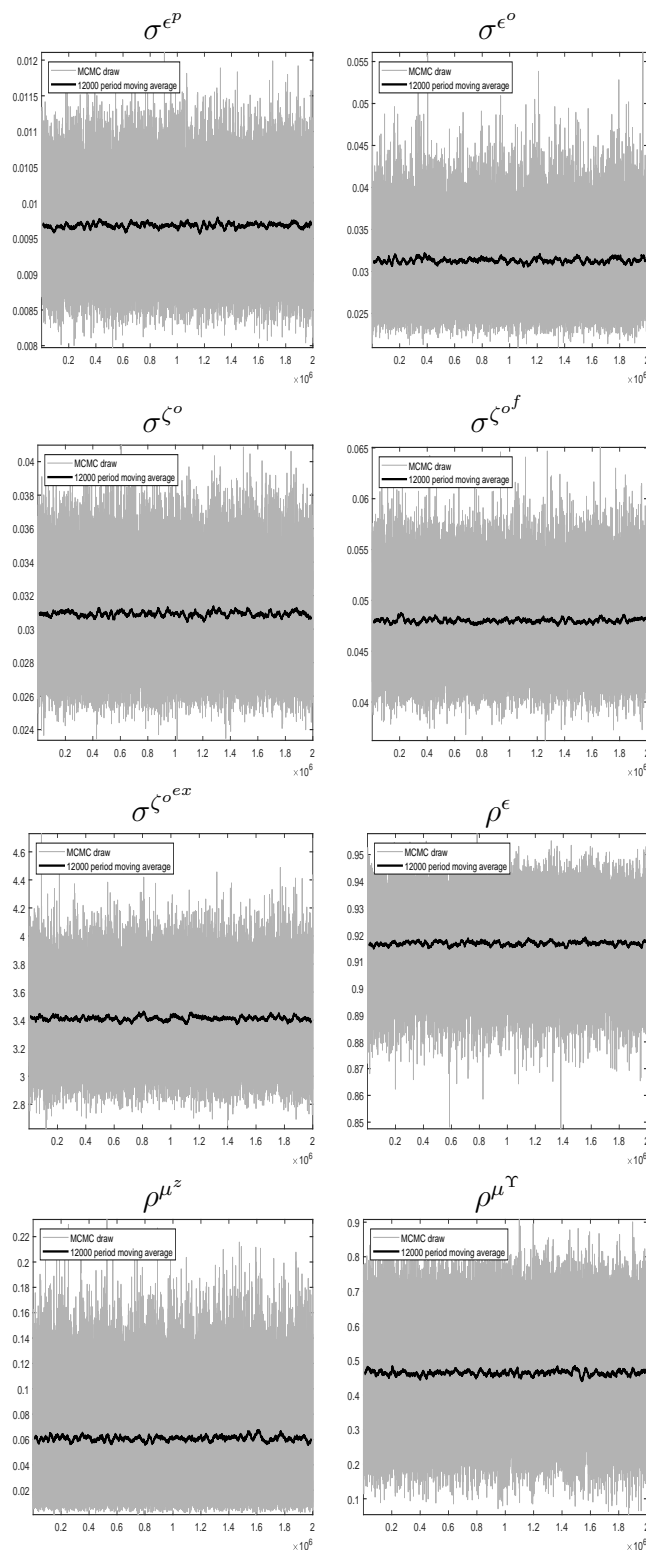 σ^{ϵ^p}
0.012
0.0115
0.011
0.0105
0.01
0.0095
0.009
0.0085
0.008
MCMC draw
12000 period moving average
0.2 0.4 0.6 0.8 1 1.2 1.4 1.6 1.8 2
×10^6
σ^{ϵ^o}
0.055
0.05
0.045
0.04
0.035
0.03
0.025
MCMC draw
12000 period moving average
0.2 0.4 0.6 0.8 1 1.2 1.4 1.6 1.8 2
×10^6
σ^{ζ^o}
0.04
0.038
0.036
0.034
0.032
0.03
0.028
0.026
0.024
MCMC draw
12000 period moving average
0.2 0.4 0.6 0.8 1 1.2 1.4 1.6 1.8 2
×10^6
σ^{ζ^{o^f}}
0.065
0.06
0.055
0.05
0.045
0.04
MCMC draw
12000 period moving average
0.2 0.4 0.6 0.8 1 1.2 1.4 1.6 1.8 2
×10^6
σ^{ζ^{o^{ex}}}
4.6
4.4
4.2
4
3.8
3.6
3.4
3.2
3
2.8
MCMC draw
12000 period moving average
0.2 0.4 0.6 0.8 1 1.2 1.4 1.6 1.8 2
×10^6
ρ^ϵ
0.95
0.94
0.93
0.92
0.91
0.9
0.89
0.88
0.87
0.86
0.85
MCMC draw
12000 period moving average
0.2 0.4 0.6 0.8 1 1.2 1.4 1.6 1.8 2
×10^6
ρ^{μ^z}
0.22
0.2
0.18
0.16
0.14
0.12
0.1
0.08
0.06
0.04
0.02
MCMC draw
12000 period moving average
0.2 0.4 0.6 0.8 1 1.2 1.4 1.6 1.8 2
×10^6
ρ^{μ^Υ}
0.9
0.8
0.7
0.6
0.5
0.4
0.3
0.2
0.1
MCMC draw
12000 period moving average
0.2 0.4 0.6 0.8 1 1.2 1.4 1.6 1.8 2
×10^6